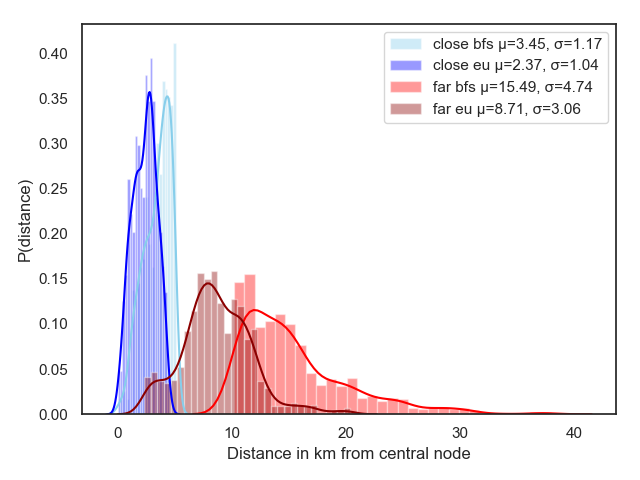 close bfs μ=3.45, σ=1.17
close eu μ=2.37, σ=1.04
far bfs μ=15.49, σ=4.74
far eu μ=8.71, σ=3.06
P(distance)
0.40
0.35
0.30
0.25
0.20
0.15
0.10
0.05
0.00
0 10 20 30 40
Distance in km from central node